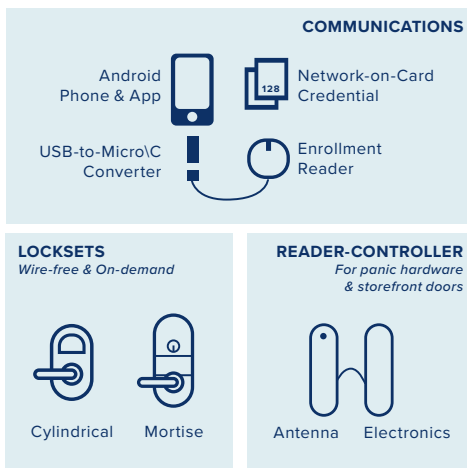 COMMUNICATIONS
Android
Phone & App
128
Network-on-Card
Credential
USB-to-Micro\C
Converter
Enrollment
Reader
LOCKSETS
Wire-free & On-demand
Cylindrical
Mortise
READER-CONTROLLER
For panic hardware
& storefront doors
Antenna
Electronics